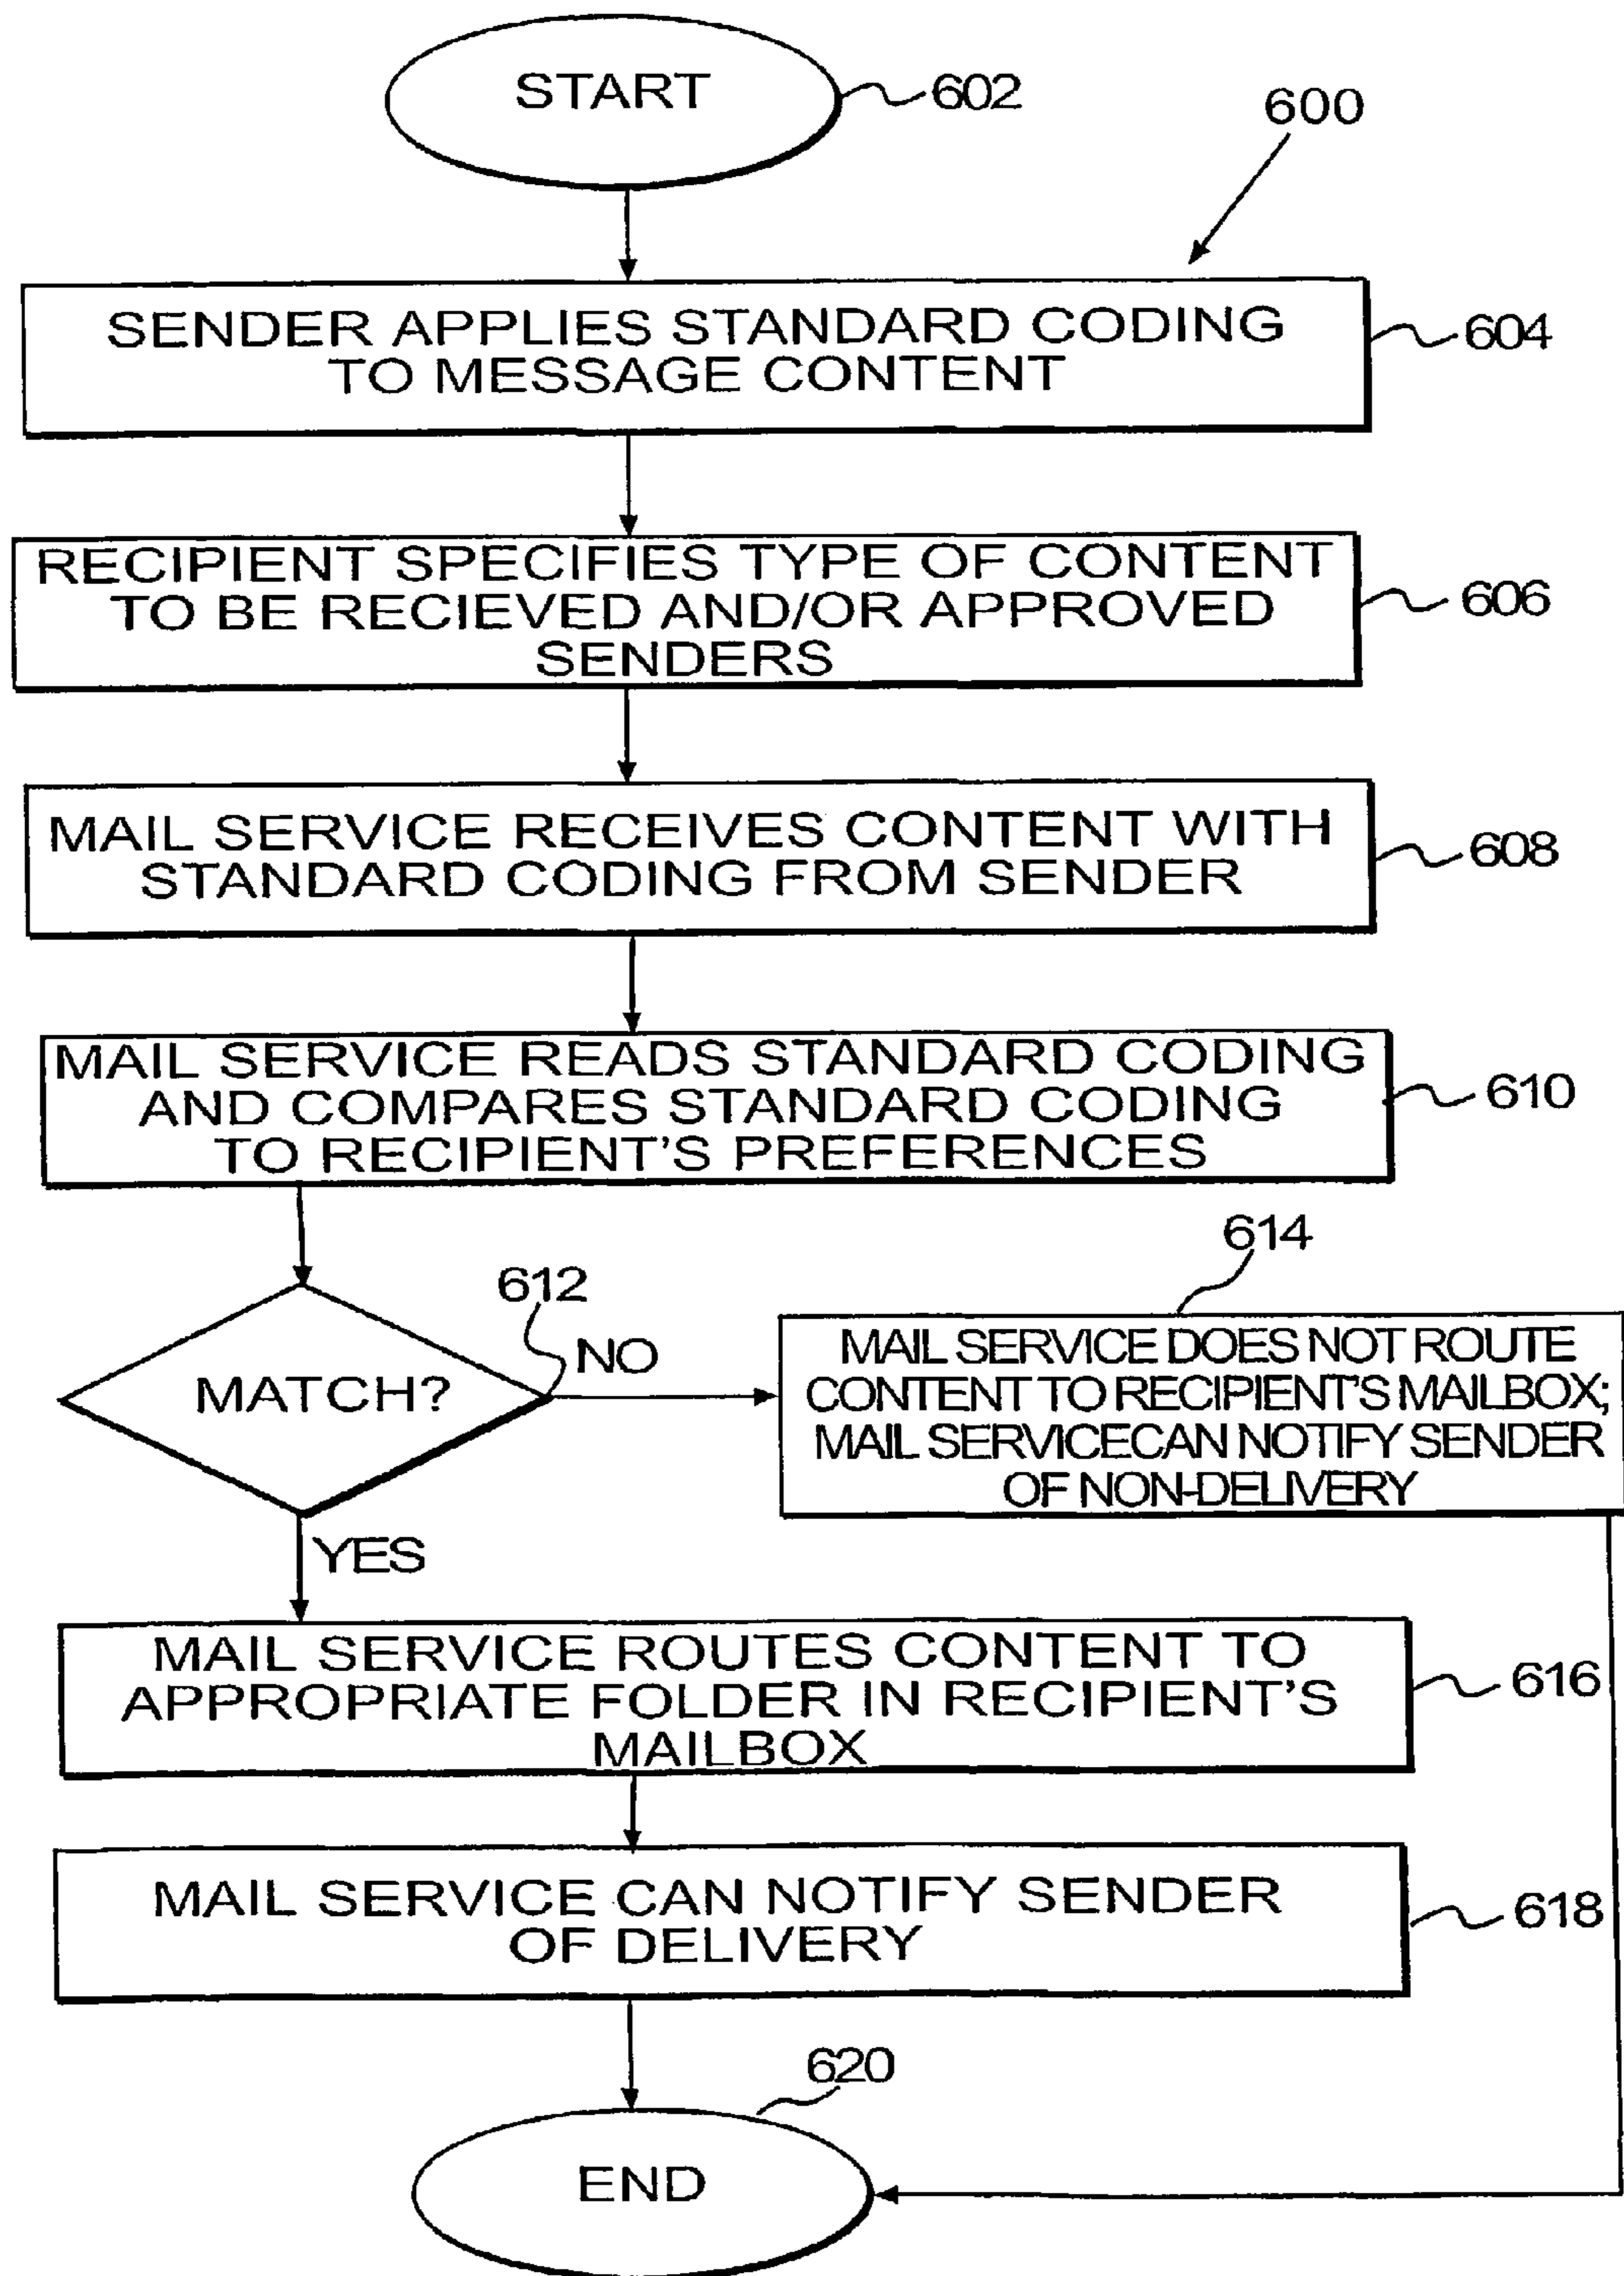 START
602
600
SENDER APPLIES STANDARD CODING
TO MESSAGE CONTENT
604
RECIPIENT SPECIFIES TYPE OF CONTENT
TO BE RECIEVED AND/OR APPROVED
SENDERS
606
MAIL SERVICE RECEIVES CONTENT WITH
STANDARD CODING FROM SENDER
608
MAIL SERVICE READS STANDARD CODING
AND COMPARES STANDARD CODING
TO RECIPIENT'S PREFERENCES
610
MATCH?
612
NO
614
MAIL SERVICE DOES NOT ROUTE
CONTENT TO RECIPIENT'S MAILBOX;
MAIL SERVICECAN NOTIFY SENDER
OF NON-DELIVERY
YES
MAIL SERVICE ROUTES CONTENT TO
APPROPRIATE FOLDER IN RECIPIENT'S
MAILBOX
616
MAIL SERVICE CAN NOTIFY SENDER
OF DELIVERY
618
620
END